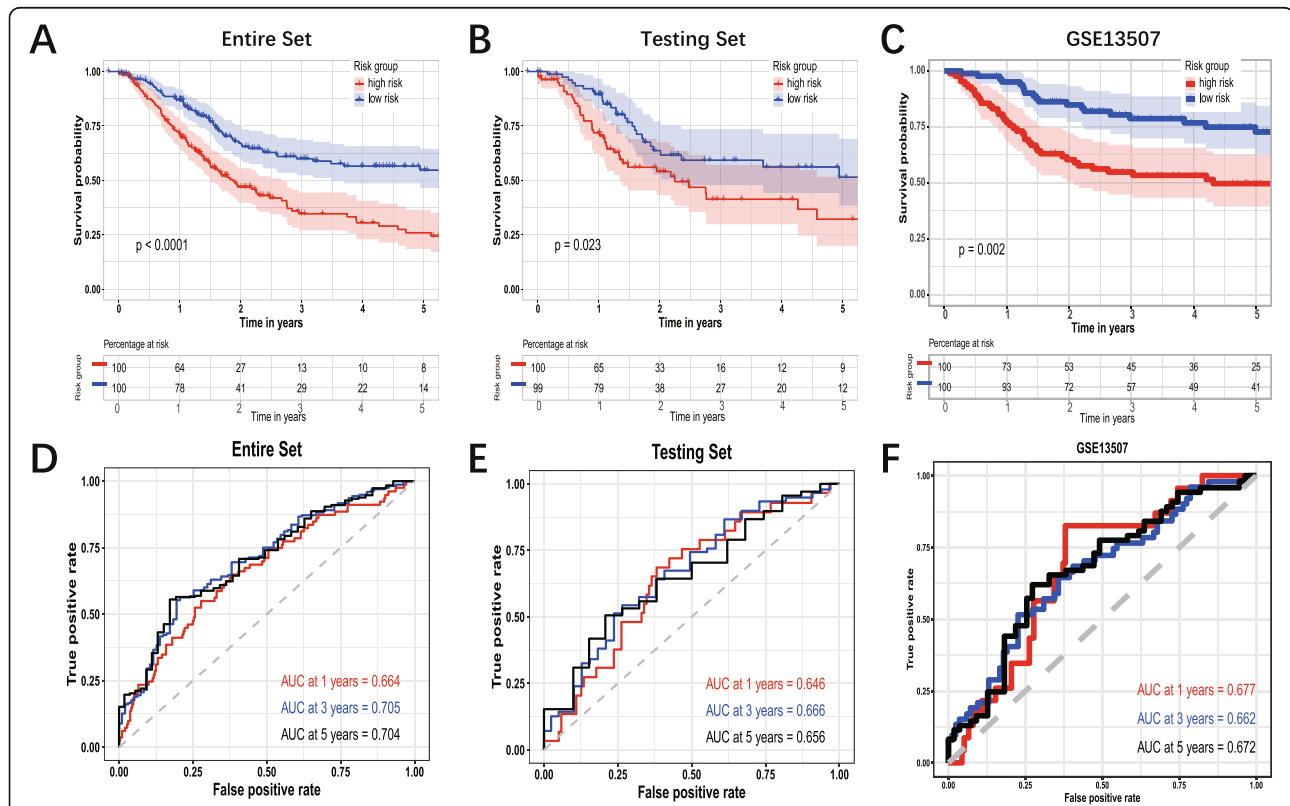 A
Entire Set
Survival probability
1.00
0.75
0.50
0.25
0.00
Risk group
high risk
low risk
p < 0.0001
0 1 2 3 4 5
Time in years
Percentage at risk
Risk group
100 64 27 13 10 8
100 78 41 29 22 14
0 1 2 3 4 5
Time in years
B
Testing Set
Survival probability
1.00
0.75
0.50
0.25
0.00
Risk group
high risk
low risk
p = 0.023
0 1 2 3 4 5
Time in years
Percentage at risk
Risk group
100 65 33 16 12 9
99 79 38 27 20 12
0 1 2 3 4 5
Time in years
C
GSE13507
Survival probability
1.00
0.75
0.50
0.25
0.00
Risk group
high risk
low risk
p = 0.002
0 1 2 3 4 5
Time in years
Percentage at risk
Risk group
100 73 53 45 36 25
100 93 72 57 49 41
0 1 2 3 4 5
Time in years
D
Entire Set
True positive rate
1.00
0.75
0.50
0.25
0.00
AUC at 1 years = 0.664
AUC at 3 years = 0.705
AUC at 5 years = 0.704
0.00 0.25 0.50 0.75 1.00
False positive rate
E
Testing Set
True positive rate
1.00
0.75
0.50
0.25
0.00
AUC at 1 years = 0.646
AUC at 3 years = 0.666
AUC at 5 years = 0.656
0.00 0.25 0.50 0.75 1.00
False positive rate
F
GSE13507
True positive rate
1.00
0.75
0.50
0.25
0.00
AUC at 1 years = 0.677
AUC at 3 years = 0.662
AUC at 5 years = 0.672
0.00 0.25 0.50 0.75 1.00
False positive rate